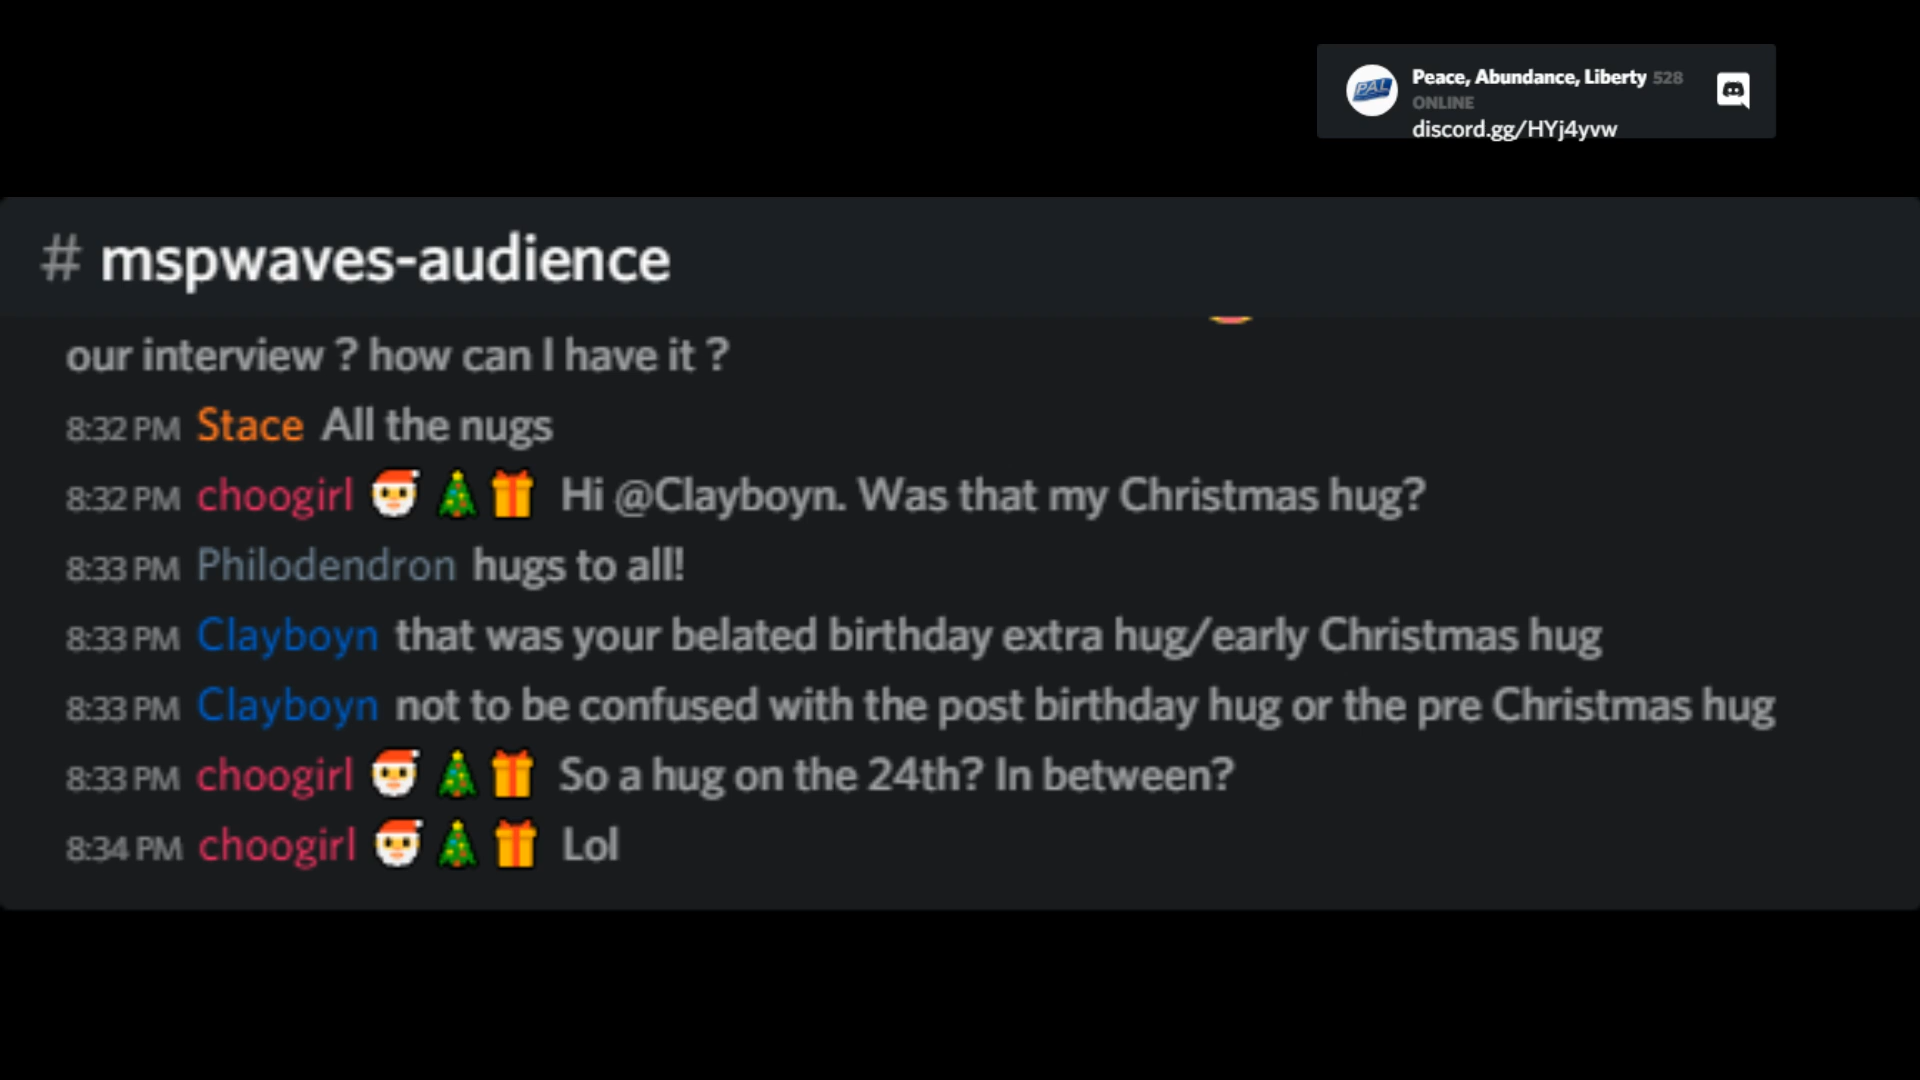 PAL
Peace, Abundance, Liberty 528
ONLINE
discord.gg/HYj4yvw
# mspwaves-audience
our interview ? how can I have it ?
8:32 PM Stace All the nugs
8:32 PM choogirl 🎅🎄🎁 Hi @Clayboyn. Was that my Christmas hug?
8:33 PM Philodendron hugs to all!
8:33 PM Clayboyn that was your belated birthday extra hug/early Christmas hug
8:33 PM Clayboyn not to be confused with the post birthday hug or the pre Christmas hug
8:33 PM choogirl 🎅🎄🎁 So a hug on the 24th? In between?
8:34 PM choogirl 🎅🎄🎁 Lol